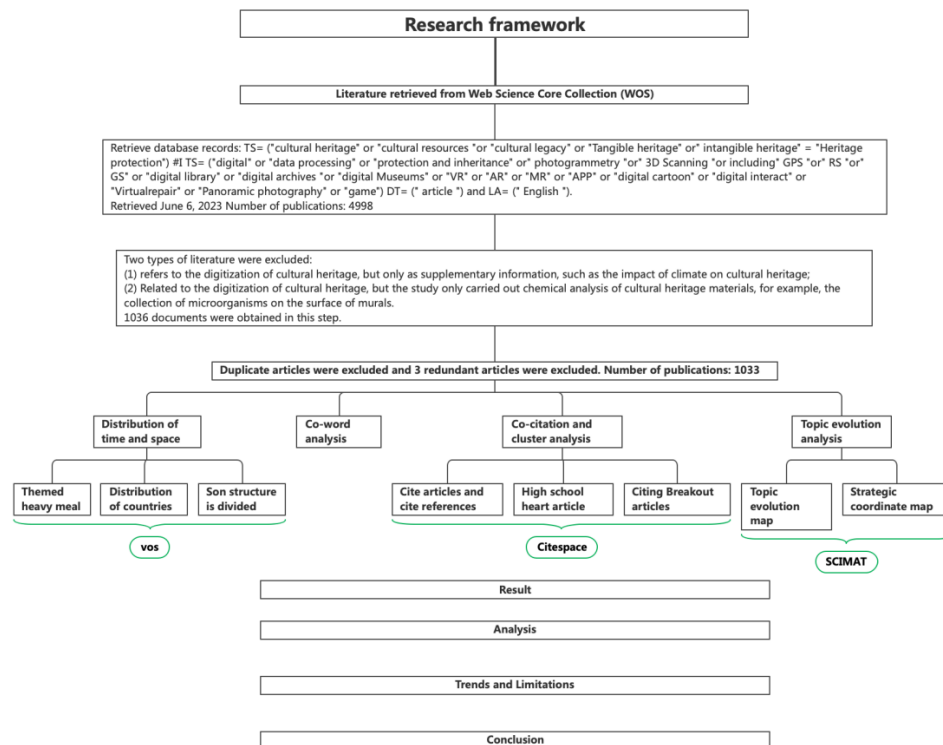 Research framework
Literature retrieved from Web Science Core Collection (WOS)
Retrieve database records: TS= ("cultural heritage" or "cultural resources "or "cultural legacy" or "Tangible heritage" or" intangible heritage" = "Heritage
protection") #I TS= ("digital" or "data processing" or "protection and inheritance" or" photogrammetry "or" 3D Scanning "or including" GPS "or" RS "or"
GS" or "digital library" or "digital archives "or "digital Museums" or "VR" or "AR" or "MR" or "APP" or "digital cartoon" or "digital interact" or
"Virtualrepair" or "Panoramic photography" or "game") DT= (" article ") and LA= (" English ").
Retrieved June 6, 2023 Number of publications: 4998
Two types of literature were excluded:
(1) refers to the digitization of cultural heritage, but only as supplementary information, such as the impact of climate on cultural heritage;
(2) Related to the digitization of cultural heritage, but the study only carried out chemical analysis of cultural heritage materials, for example, the
collection of microorganisms on the surface of murals.
1036 documents were obtained in this step.
Duplicate articles were excluded and 3 redundant articles were excluded. Number of publications: 1033
Distribution of
time and space
Co-word
analysis
Co-citation and
cluster analysis
Topic evolution
analysis
Themed
heavy meal
Distribution
of countries
Son structure
is divided
Cite articles and
cite references
High school
heart article
Citing Breakout
articles
Topic
evolution
map
Strategic
coordinate map
vos
Citespace
SCIMAT
Result
Analysis
Trends and Limitations
Conclusion